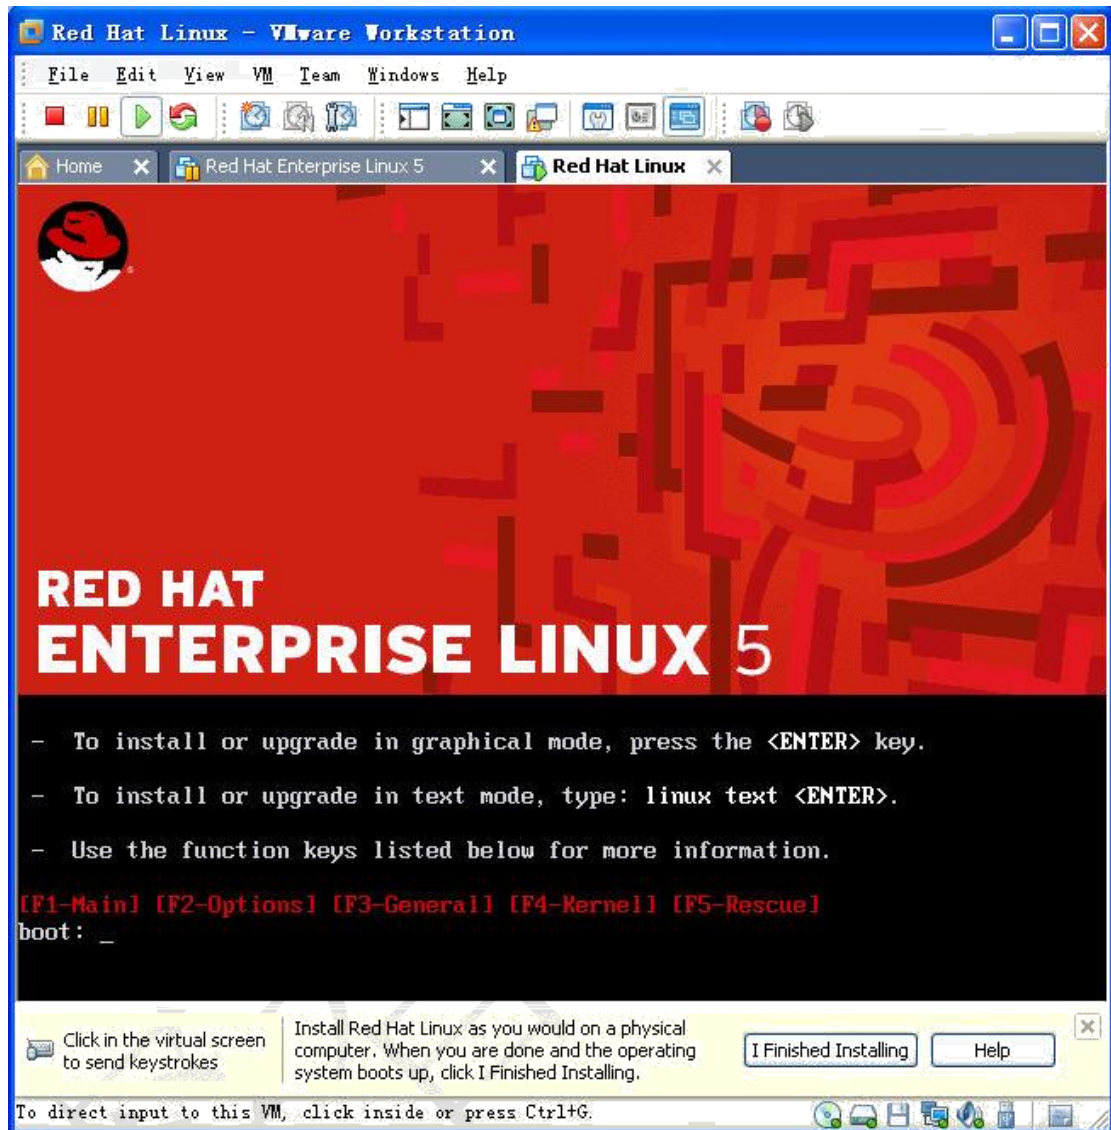 Red Hat Linux - VMware Workstation
File Edit View VM Team Windows Help
Home Red Hat Enterprise Linux 5 Red Hat Linux
RED HAT
ENTERPRISE LINUX 5
- To install or upgrade in graphical mode, press the <ENTER> key.
- To install or upgrade in text mode, type: linux text <ENTER>.
- Use the function keys listed below for more information.
[F1-Main] [F2-Options] [F3-General] [F4-Kernel] [F5-Rescue]
boot: _
Click in the virtual screen
to send keystrokes
Install Red Hat Linux as you would on a physical
computer. When you are done and the operating
system boots up, click I Finished Installing.
I Finished Installing Help
To direct input to this VM, click inside or press Ctrl+G.